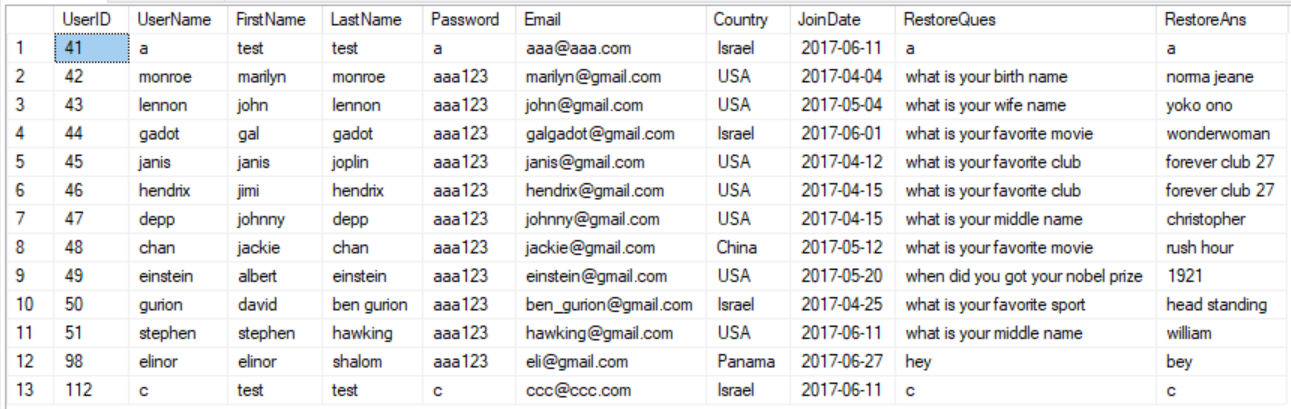 UserID UserName FirstName LastName Password Email Country JoinDate RestoreQues RestoreAns
1 41 a test test a aaa@aaa.com Israel 2017-06-11 a a
2 42 monroe marilyn monroe aaa123 marilyn@gmail.com USA 2017-04-04 what is your birth name norma jeane
3 43 lennon john lennon aaa123 john@gmail.com USA 2017-05-04 what is your wife name yoko ono
4 44 gadot gal gadot aaa123 galgadot@gmail.com Israel 2017-06-01 what is your favorite movie wonderwoman
5 45 janis janis joplin aaa123 janis@gmail.com USA 2017-04-12 what is your favorite club forever club 27
6 46 hendrix jimi hendrix aaa123 hendrix@gmail.com USA 2017-04-15 what is your favorite club forever club 27
7 47 depp johnny depp aaa123 johnny@gmail.com USA 2017-04-15 what is your middle name christopher
8 48 chan jackie chan aaa123 jackie@gmail.com China 2017-05-12 what is your favorite movie rush hour
9 49 einstein albert einstein aaa123 einstein@gmail.com USA 2017-05-20 when did you got your nobel prize 1921
10 50 gurion david ben gurion aaa123 ben_gurion@gmail.com Israel 2017-04-25 what is your favorite sport head standing
11 51 stephen stephen hawking aaa123 hawking@gmail.com USA 2017-06-11 what is your middle name william
12 98 elinor elinor shalom aaa123 eli@gmail.com Panama 2017-06-27 hey bey
13 112 c test test c ccc@ccc.com Israel 2017-06-11 c c